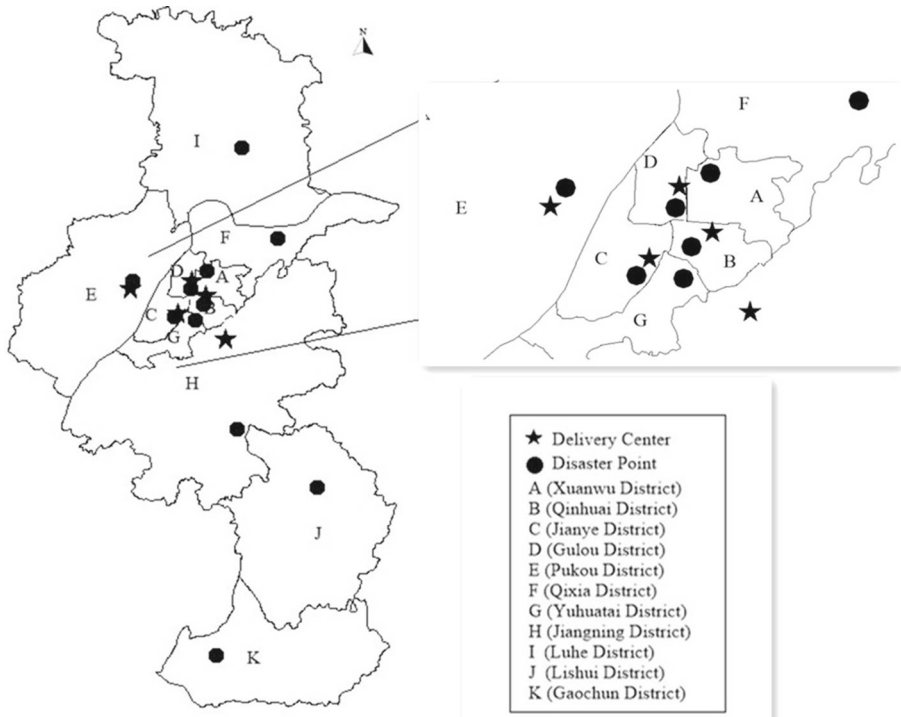 N
I
F
E
D
A
C
B
G
H
J
K
F
D
A
E
C
B
G
Delivery Center
Disaster Point
A (Xuanwu District)
B (Qinhuai District)
C (Jianye District)
D (Gulou District)
E (Pukou District)
F (Qixia District)
G (Yuhuatai District)
H (Jiangning District)
I (Luhe District)
J (Lishui District)
K (Gaochun District)